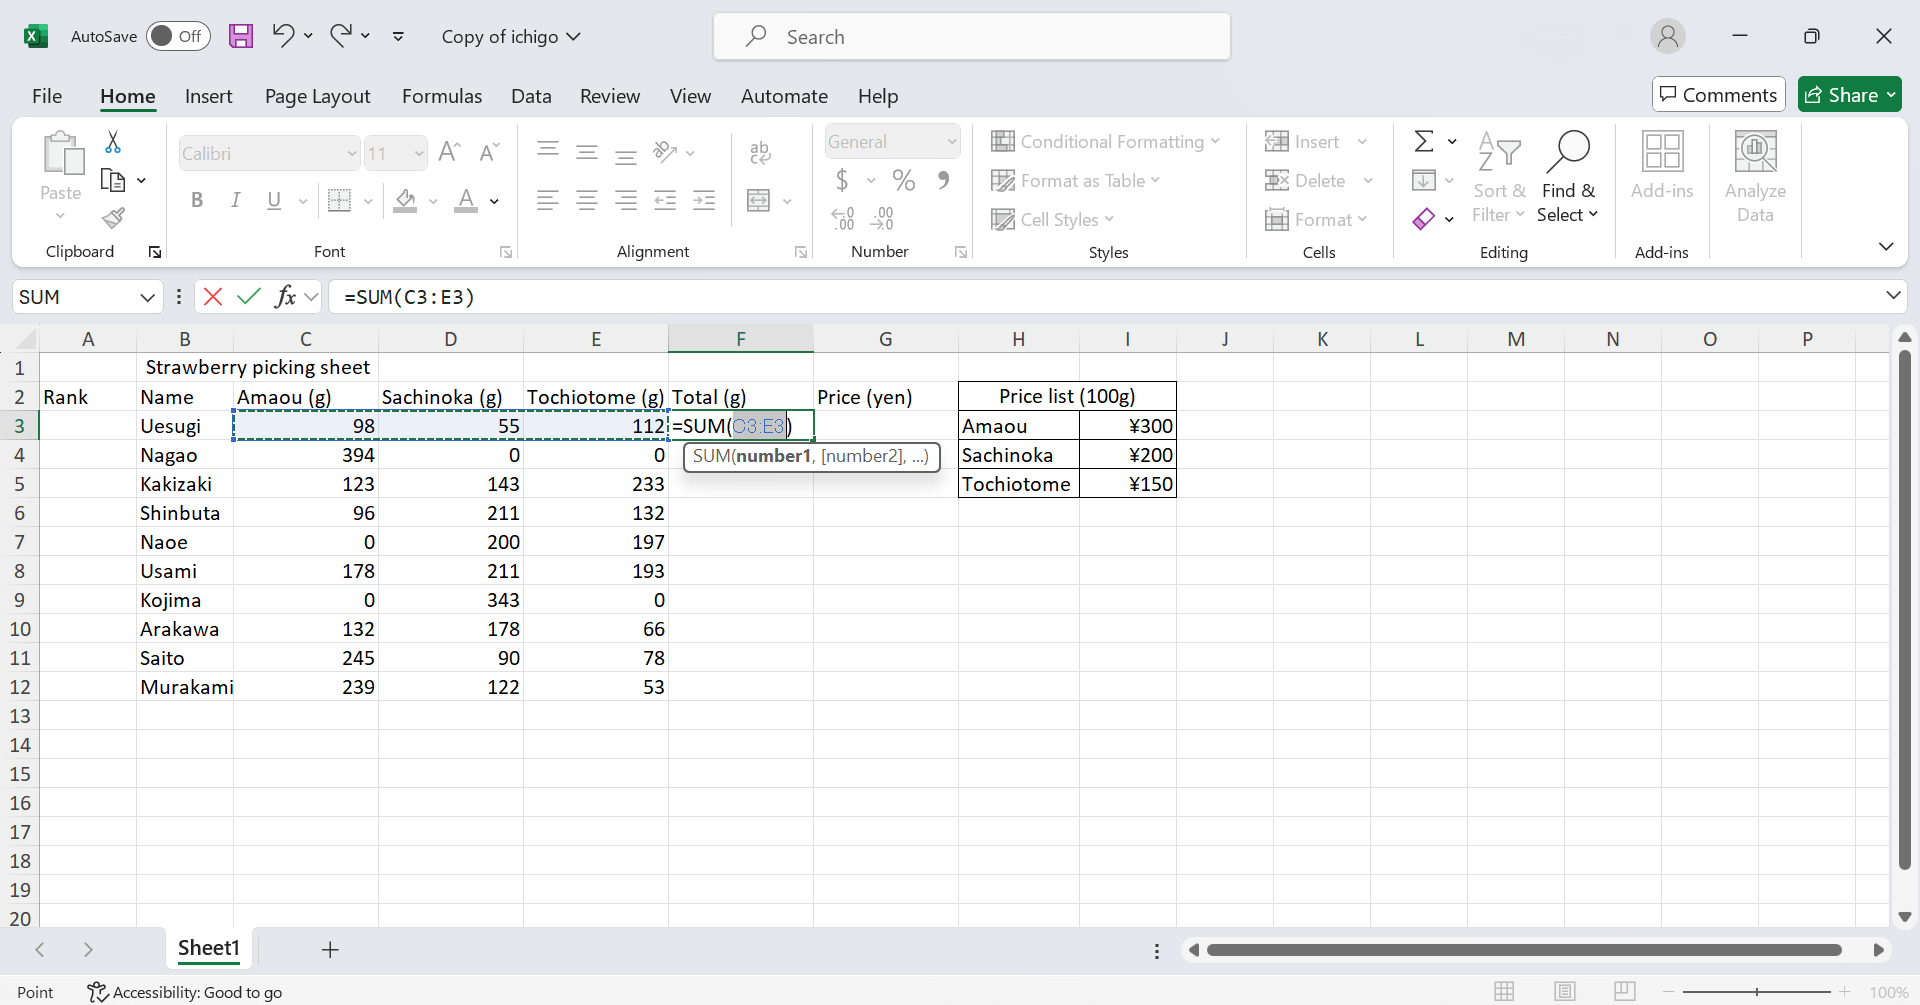 AutoSave Off Copy of ichigo Search
File Home Insert Page Layout Formulas Data Review View Automate Help Comments Share
Paste
Clipboard
Calibri 11
B I U A
Font
ab
Alignment
General
$ % 9
Number
Conditional Formatting
Format as Table
Cell Styles
Styles
Insert
Delete
Format
Cells
Sort & Filter
Find & Select
Editing
Add-ins
Add-ins
Analyze Data
SUM fx =SUM(C3:E3)
A B C D E F G H I J K L M N O P
1 Strawberry picking sheet
2 Rank Name Amaou (g) Sachinoka (g) Tochiotome (g) Total (g) Price (yen) Price list (100g)
3 Uesugi 98 55 112 =SUM(C3:E3) Amaou ¥300
4 Nagao 394 0 0 SUM(number1, [number2], ...) Sachinoka ¥200
5 Kakizaki 123 143 233 Tochiotome ¥150
6 Shinbuta 96 211 132
7 Naoe 0 200 197
8 Usami 178 211 193
9 Kojima 0 343 0
10 Arakawa 132 178 66
11 Saito 245 90 78
12 Murakami 239 122 53
13
14
15
16
17
18
19
20
Sheet1
Point Accessibility: Good to go 100%